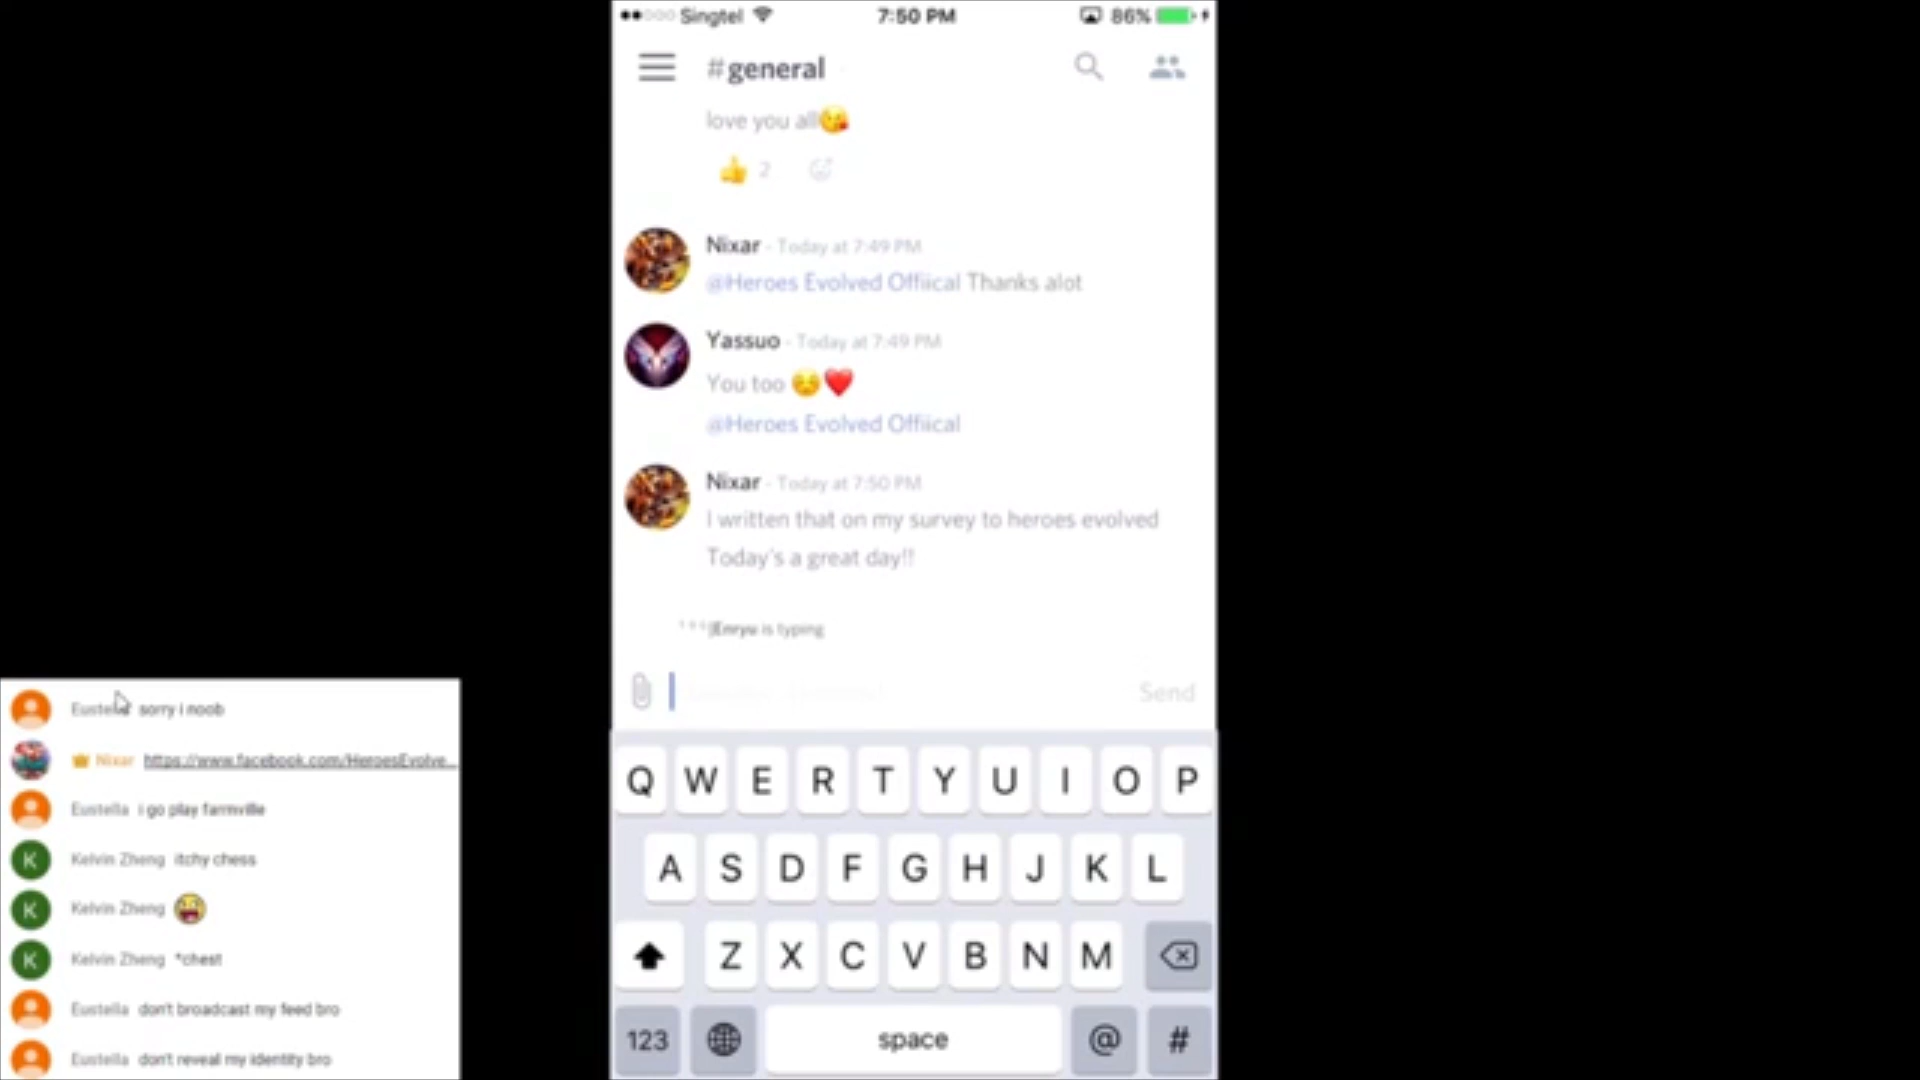 Singtel
7:50 PM
86%
#general
love you all😘
👍 2
Nixar - Today at 7:49 PM
@Heroes Evolved Offiical Thanks alot
Yassuo - Today at 7:49 PM
You too ☺️❤️
@Heroes Evolved Offiical
Nixar - Today at 7:50 PM
I written that on my survey to heroes evolved
Today's a great day!!
Enryu is typing
Send
Q W E R T Y U I O P
A S D F G H J K L
Z X C V B N M
123 space @ #
Eustella sorry i noob
Nixar https://www.facebook.com/HeroesEvolve...
Eustella i go play farmville
Kelvin Zheng itchy chess
Kelvin Zheng
Kelvin Zheng *chest
Eustella don't broadcast my feed bro
Eustella don't reveal my identity bro